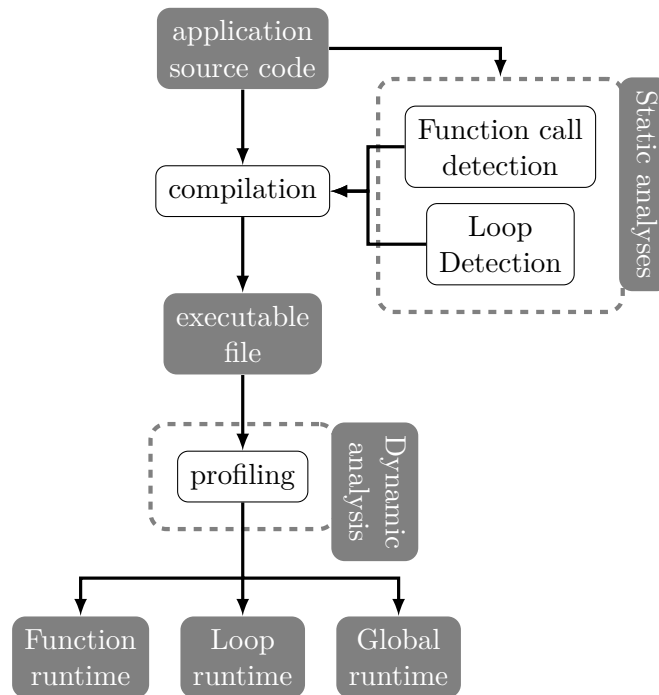 application
source code
Function call
detection
Static analyses
compilation
Loop
Detection
executable
file
Dynamic
analysis
profiling
Function
runtime
Loop
runtime
Global
runtime